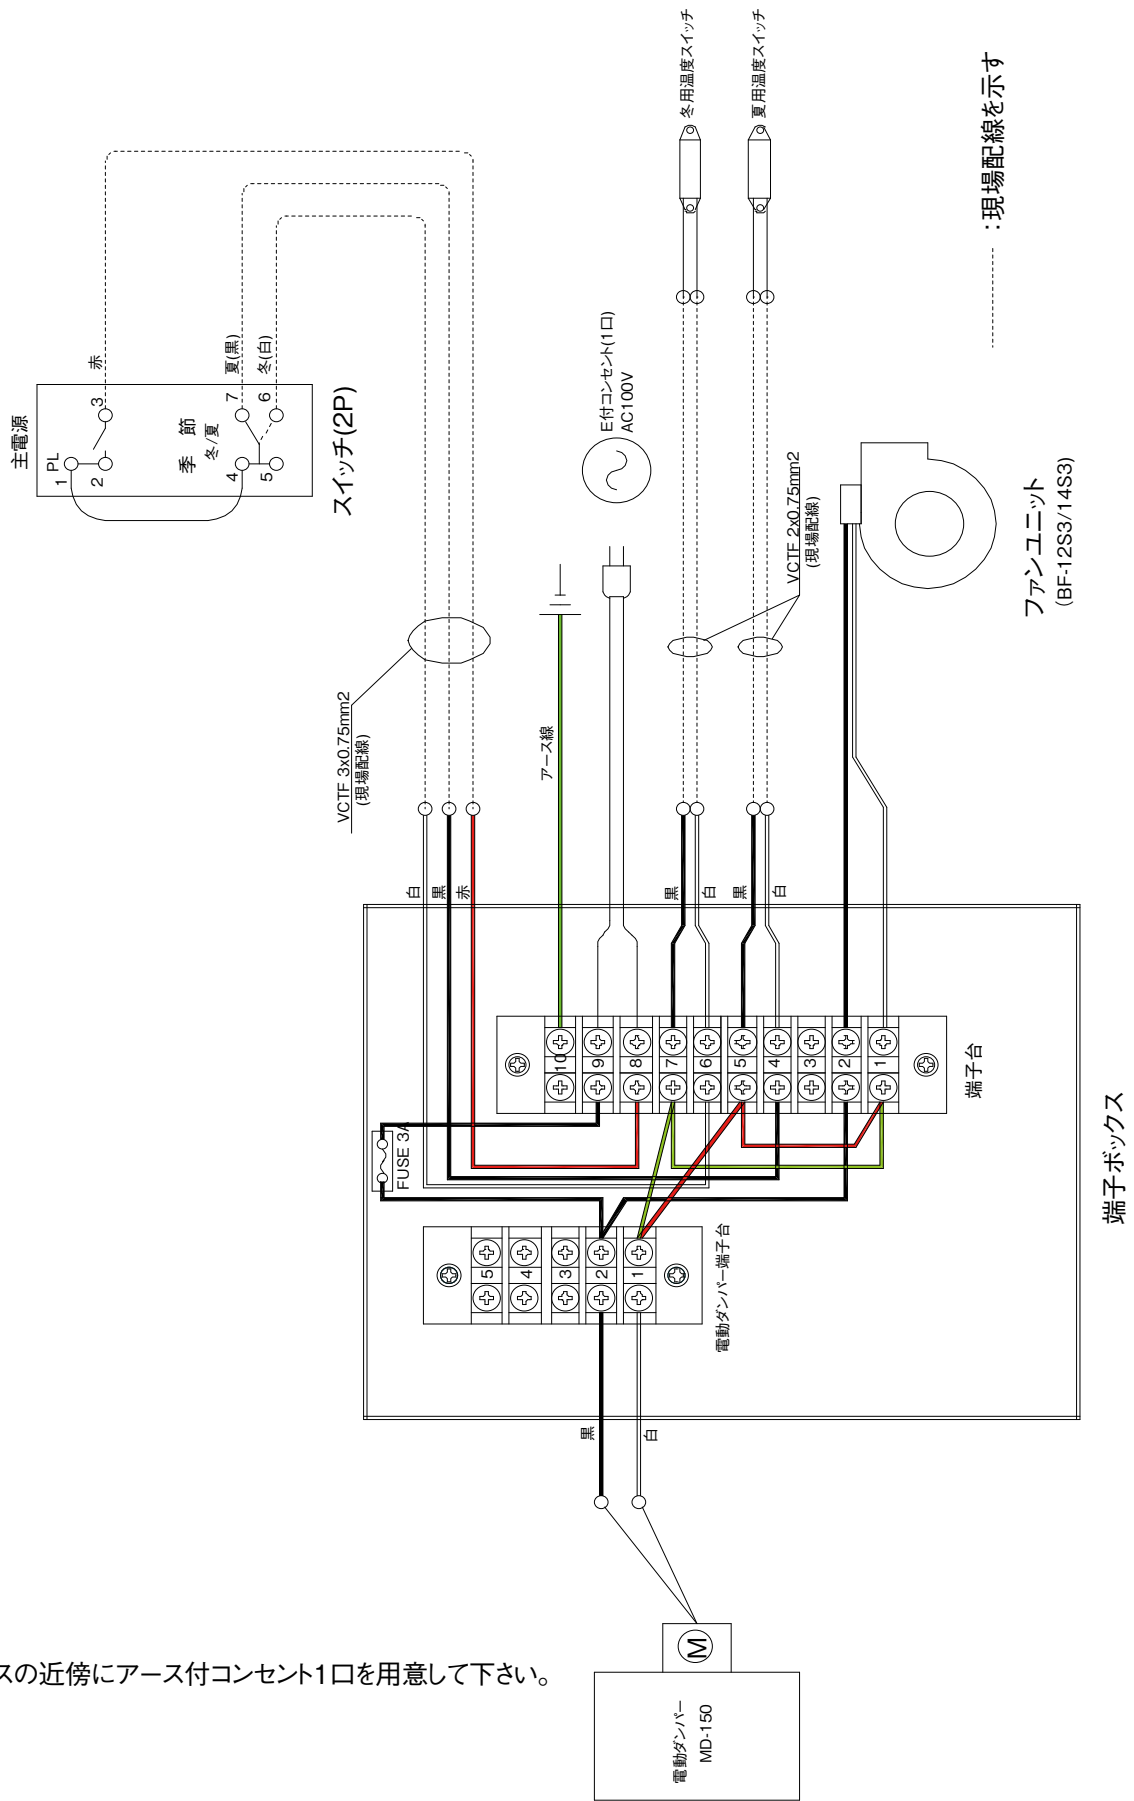 主電源
PL
1
2
3
赤
季 節
冬/夏
4
5
7
6
夏(黒)
冬(白)
スイッチ(2P)
VCTF 3x0.75mm2
(現場配線)
白
黒
赤
アース線
E付コンセント(1口)
AC100V
冬用温度スイッチ
夏用温度スイッチ
VCTF 2x0.75mm2
(現場配線)
黒
白
黒
白
:現場配線を示す
ファンユニット
(BF-12S3/14S3)
FUSE 3A
10
9
8
7
6
5
4
3
2
1
端子台
5
4
3
2
1
電動ダンパー端子台
端子ボックス
黒
白
M
電動ダンパー
MD-150
スの近傍にアース付コンセント1口を用意して下さい。